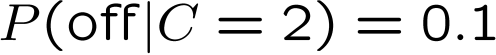 P(off|C = 2) = 0.1